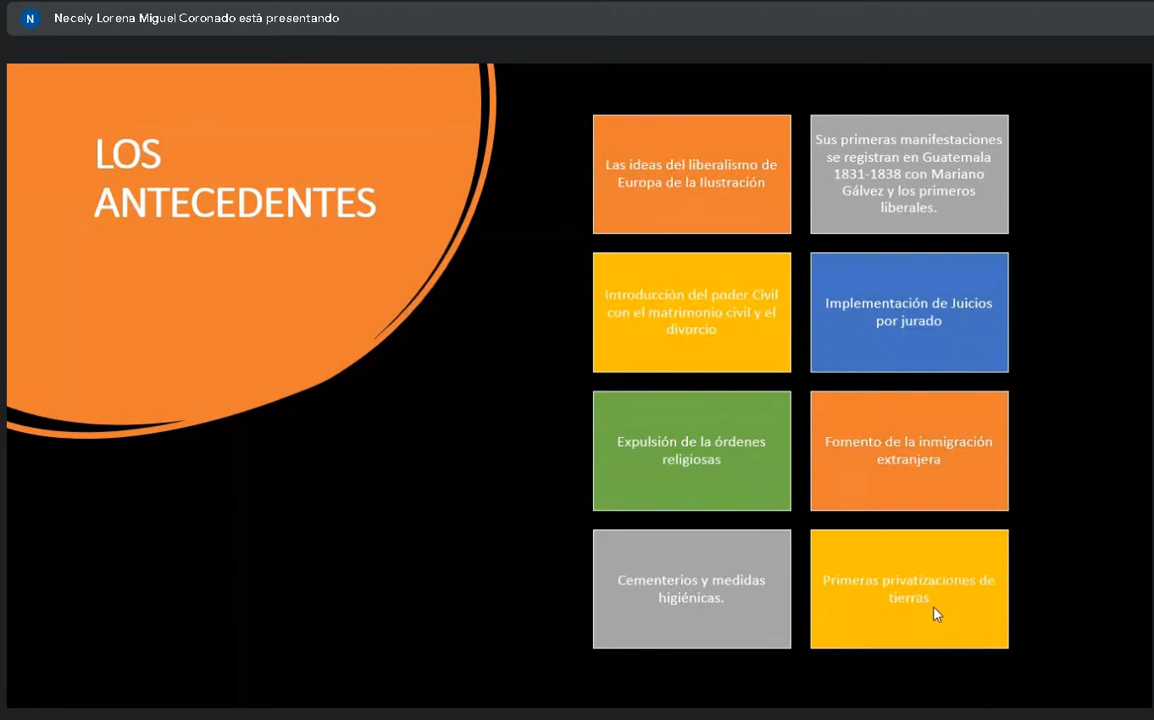 N
Necely Lorena Miguel Coronado está presentando
LOS
ANTECEDENTES
Las ideas del liberalismo de
Europa de la Ilustración
Sus primeras manifestaciones
se registran en Guatemala
1831-1838 con Mariano
Gálvez y los primeros
liberales.
Introducción del poder Civil
con el matrimonio civil y el
divorcio
Implementación de Juicios
por jurado
Expulsión de la órdenes
religiosas
Fomento de la inmigración
extranjera
Cementerios y medidas
higiénicas.
Primeras privatizaciones de
tierras